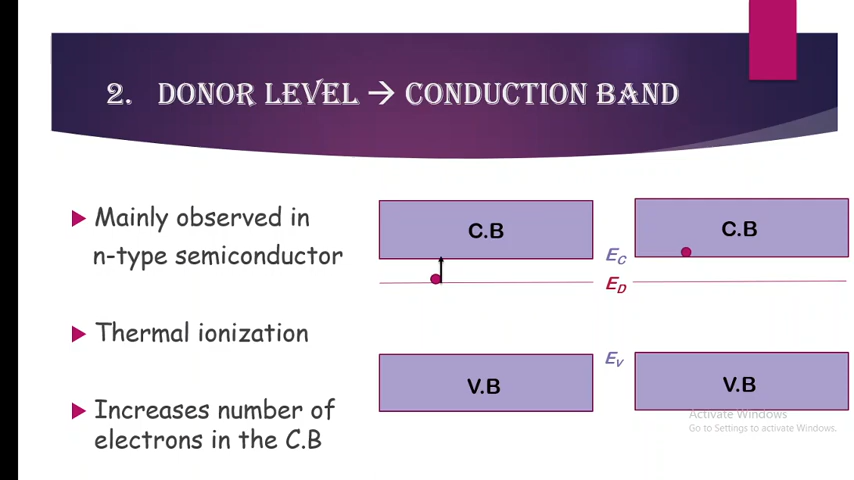 2. DONOR LEVEL → CONDUCTION BAND
Mainly observed in
n-type semiconductor
Thermal ionization
Increases number of
electrons in the C.B
C.B
C.B
E_C
E_D
E_V
V.B
V.B
Activate Windows
Go to Settings to activate Windows.